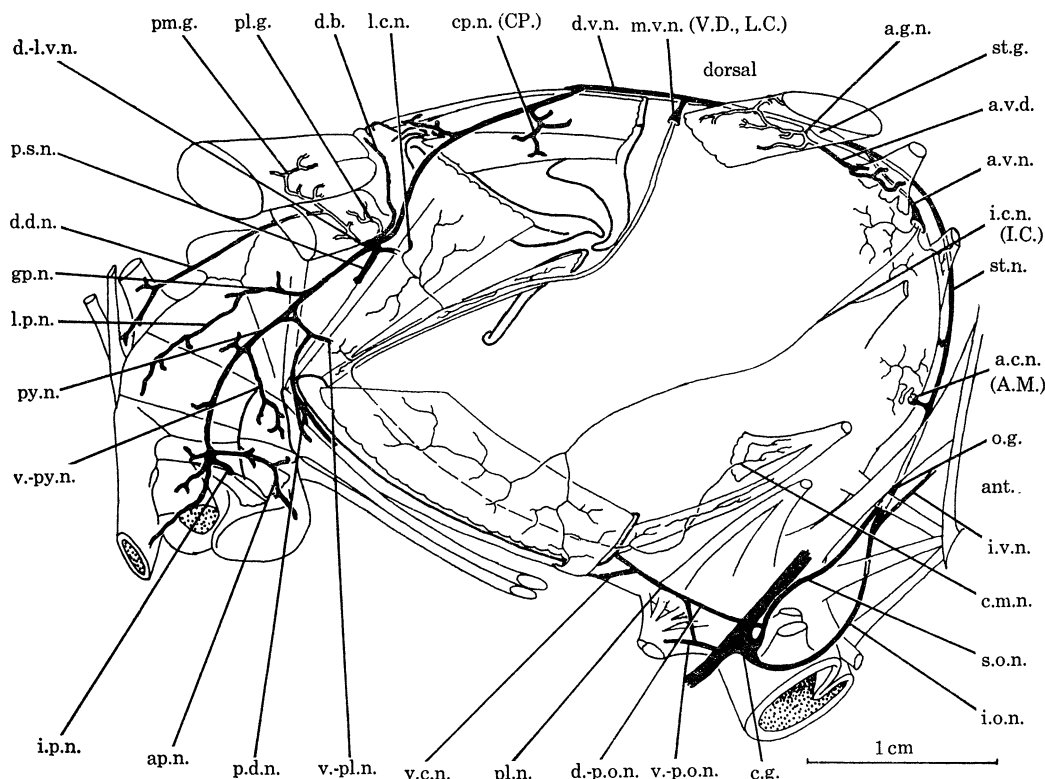 pm.g.
pl.g.
d.b.
l.c.n.
cp.n. (CP.)
d.v.n.
m.v.n. (V.D., L.C.)
a.g.n.
d.-l.v.n.
dorsal
st.g.
a.v.d.
p.s.n.
a.v.n.
d.d.n.
i.c.n.
(I.C.)
gp.n.
st.n.
l.p.n.
a.c.n.
(A.M.)
py.n.
o.g.
v.-py.n.
ant.
i.v.n.
c.m.n.
s.o.n.
i.o.n.
i.p.n.
ap.n.
p.d.n.
v.-pl.n.
v.c.n.
pl.n.
d.-p.o.n.
v.-p.o.n.
c.g.
1 cm